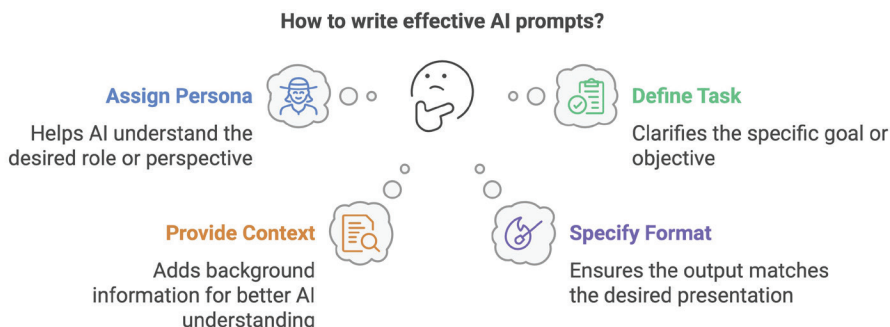 How to write effective AI prompts?
Assign Persona
Helps AI understand the
desired role or perspective
Define Task
Clarifies the specific goal or
objective
Provide Context
Adds background
information for better AI
understanding
Specify Format
Ensures the output matches
the desired presentation